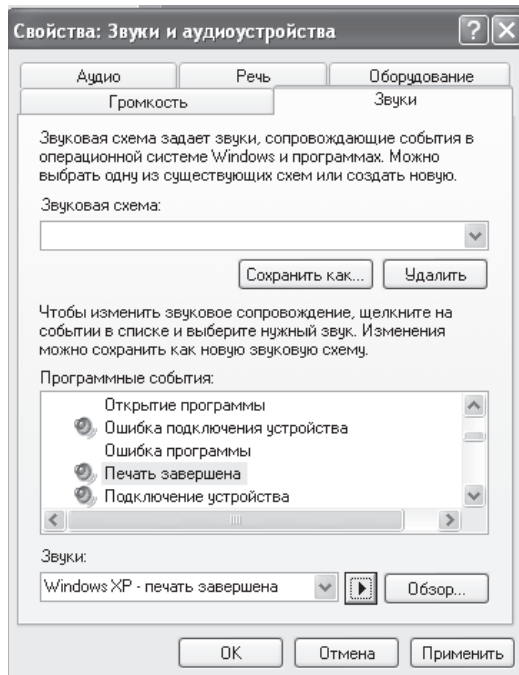 Свойства: Звуки и аудиоустройства
Аудио Речь Оборудование
Громкость Звуки
Звуковая схема задает звуки, сопровождающие события в
операционной системе Windows и программах. Можно
выбрать одну из существующих схем или создать новую.
Звуковая схема:
Сохранить как... Удалить
Чтобы изменить звуковое сопровождение, щелкните на
событии в списке и выберите нужный звук. Изменения
можно сохранить как новую звуковую схему.
Программные события:
Открытие программы
Ошибка подключения устройства
Ошибка программы
Печать завершена
Подключение устройства
Звуки:
Windows XP - печать завершена Обзор...
OK Отмена Применить